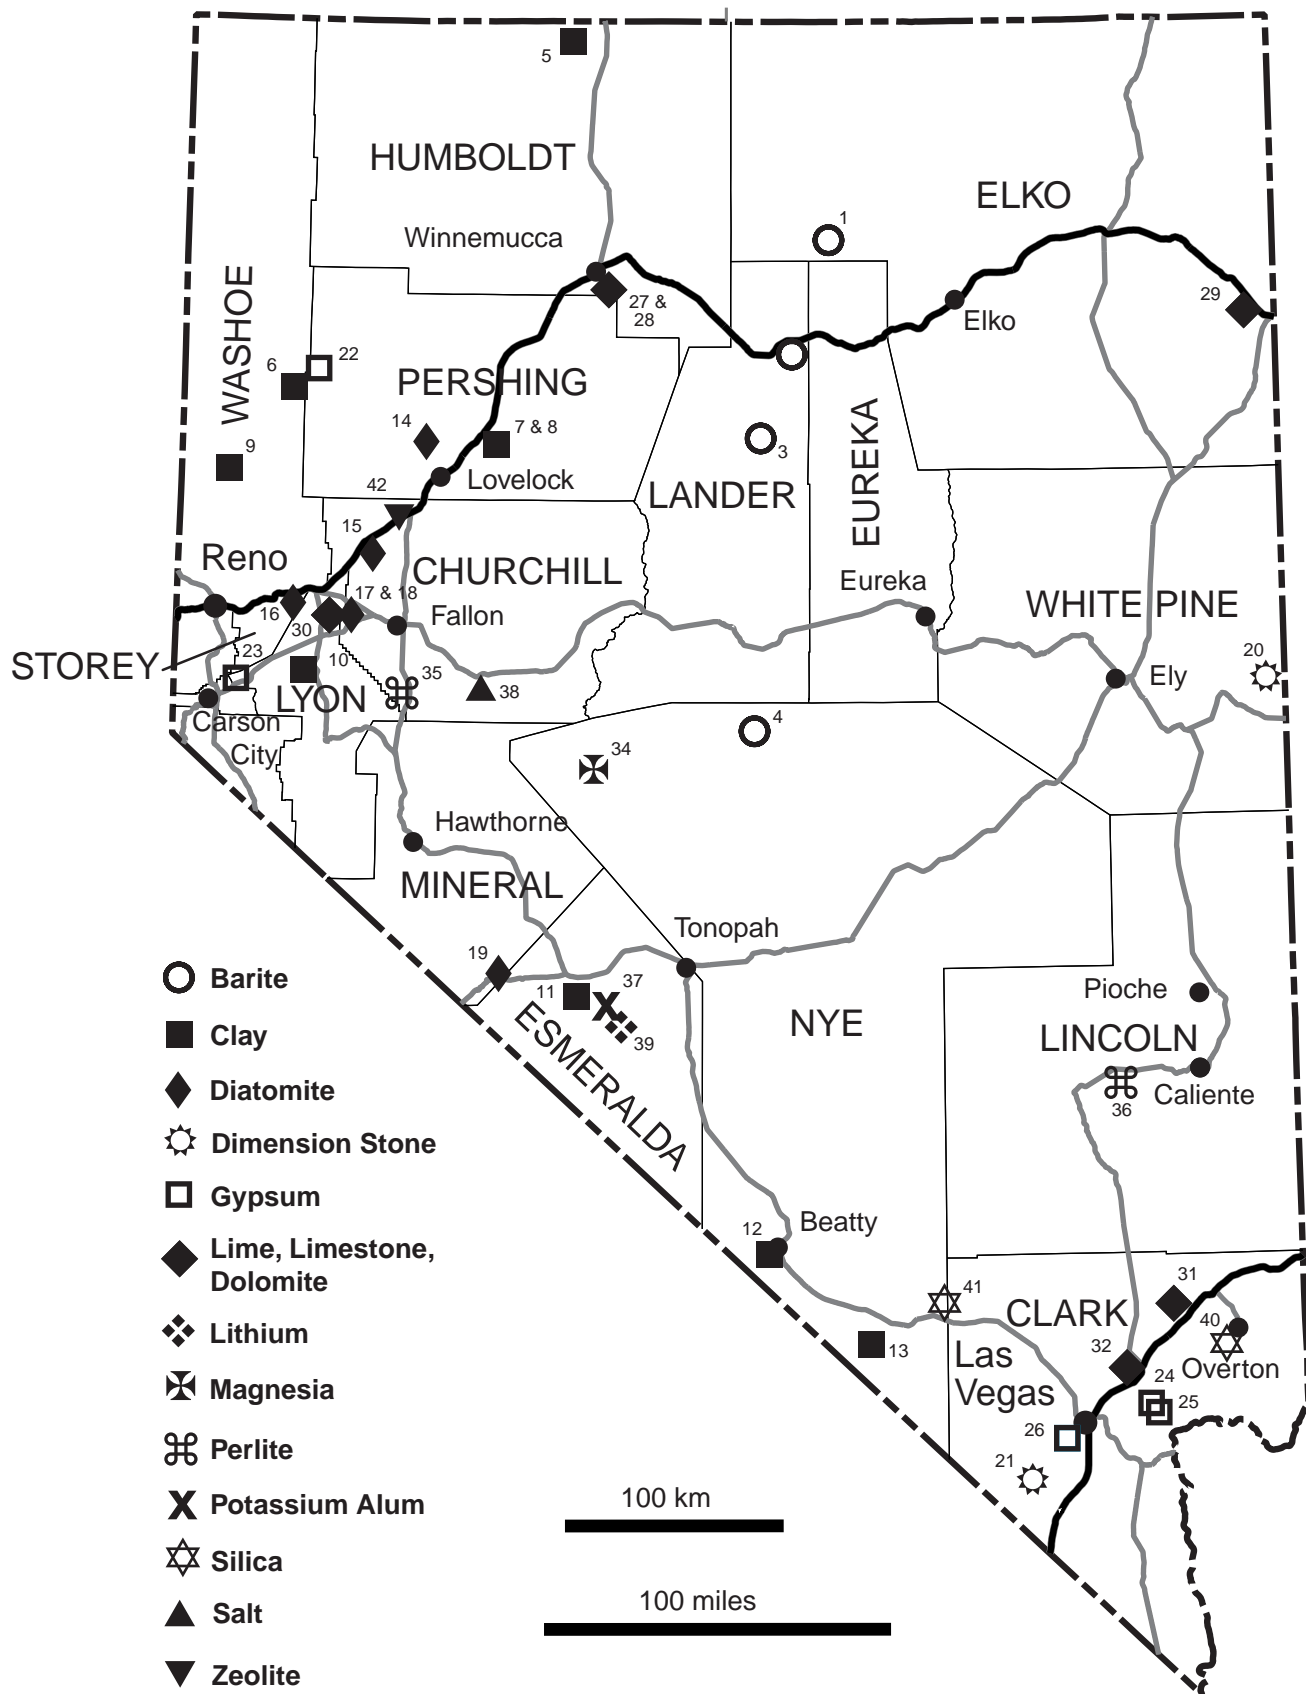 5
HUMBOLDT
ELKO
1
Winnemucca
WASHOE
27 &
28
29
Elko
22
6
PERSHING
14
7 & 8
EUREKA
9
3
Lovelock
42
LANDER
15
Reno
CHURCHILL
Eureka
17 & 18
WHITE PINE
16
Fallon
30
STOREY
23
10
35
20
Ely
38
LYON
Carson
City
4
34
Hawthorne
MINERAL
Tonopah
19
37
11
Pioche
NYE
39
ESMERALDA
LINCOLN
Caliente
36
Beatty
12
41
31
CLARK
40
13
Las
Vegas
32
Overton
24
25
26
21
Barite
Clay
Diatomite
Dimension Stone
Gypsum
Lime, Limestone,
Dolomite
Lithium
Magnesia
Perlite
Potassium Alum
Silica
Salt
Zeolite
100 km
100 miles